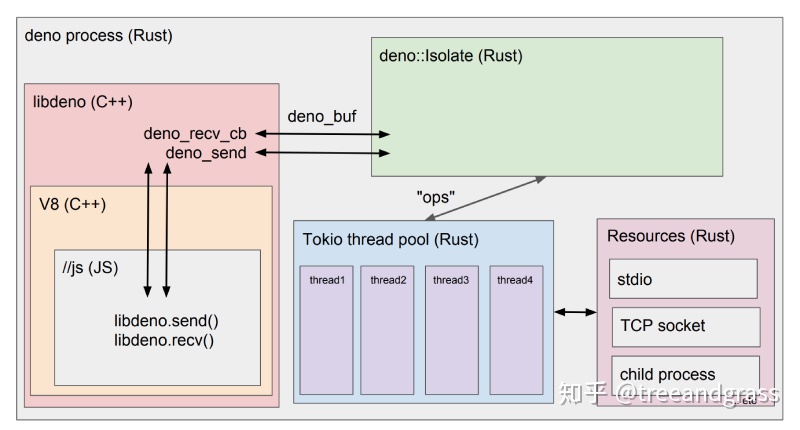 deno process (Rust)
deno::Isolate (Rust)
libdeno (C++)
deno_buf
deno_recv_cb
deno_send
"ops"
V8 (C++)
//js (JS)
libdeno.send()
libdeno.recv()
Tokio thread pool (Rust)
thread1
thread2
thread3
thread4
Resources (Rust)
stdio
TCP socket
child process
etc
知乎 @treeandgrass